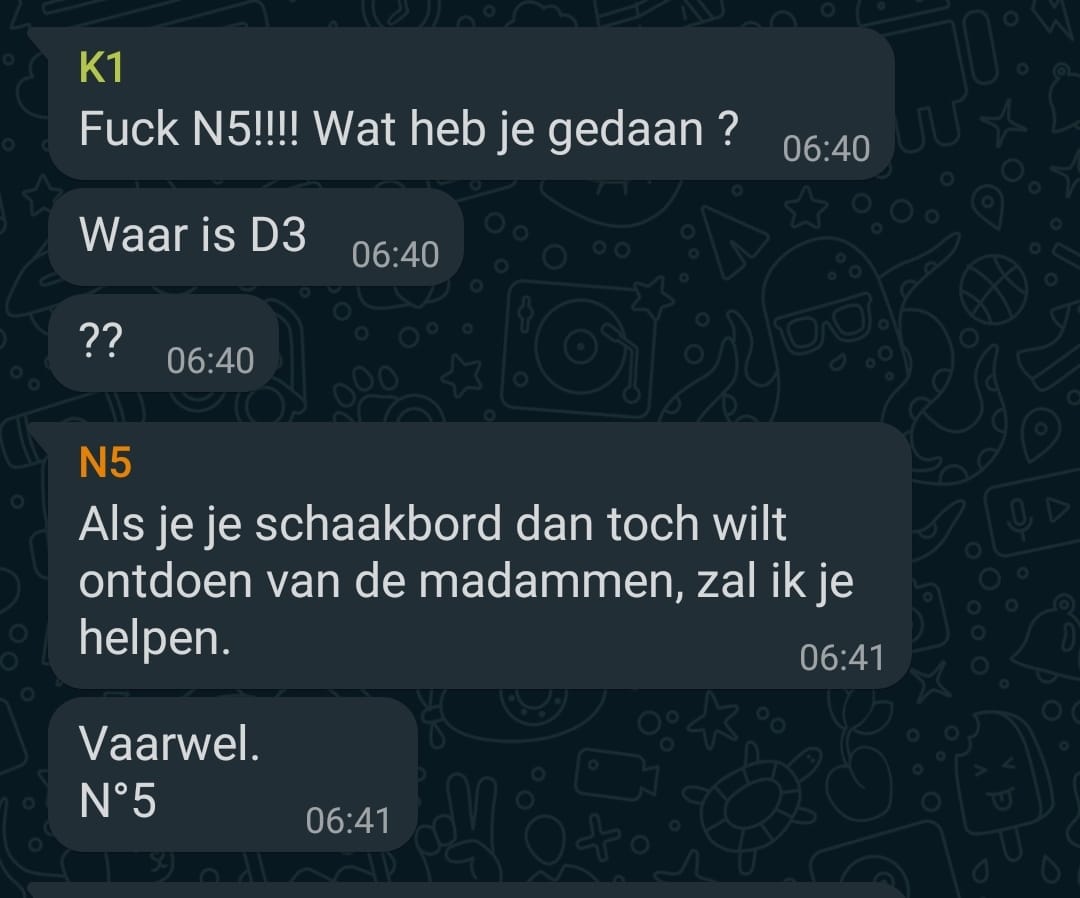 K1
Fuck N5!!!! Wat heb je gedaan ?
06:40
Waar is D3
06:40
??
06:40
N5
Als je je schaakbord dan toch wilt
ontdoen van de madammen, zal ik je
helpen.
06:41
Vaarwel.
N°5
06:41